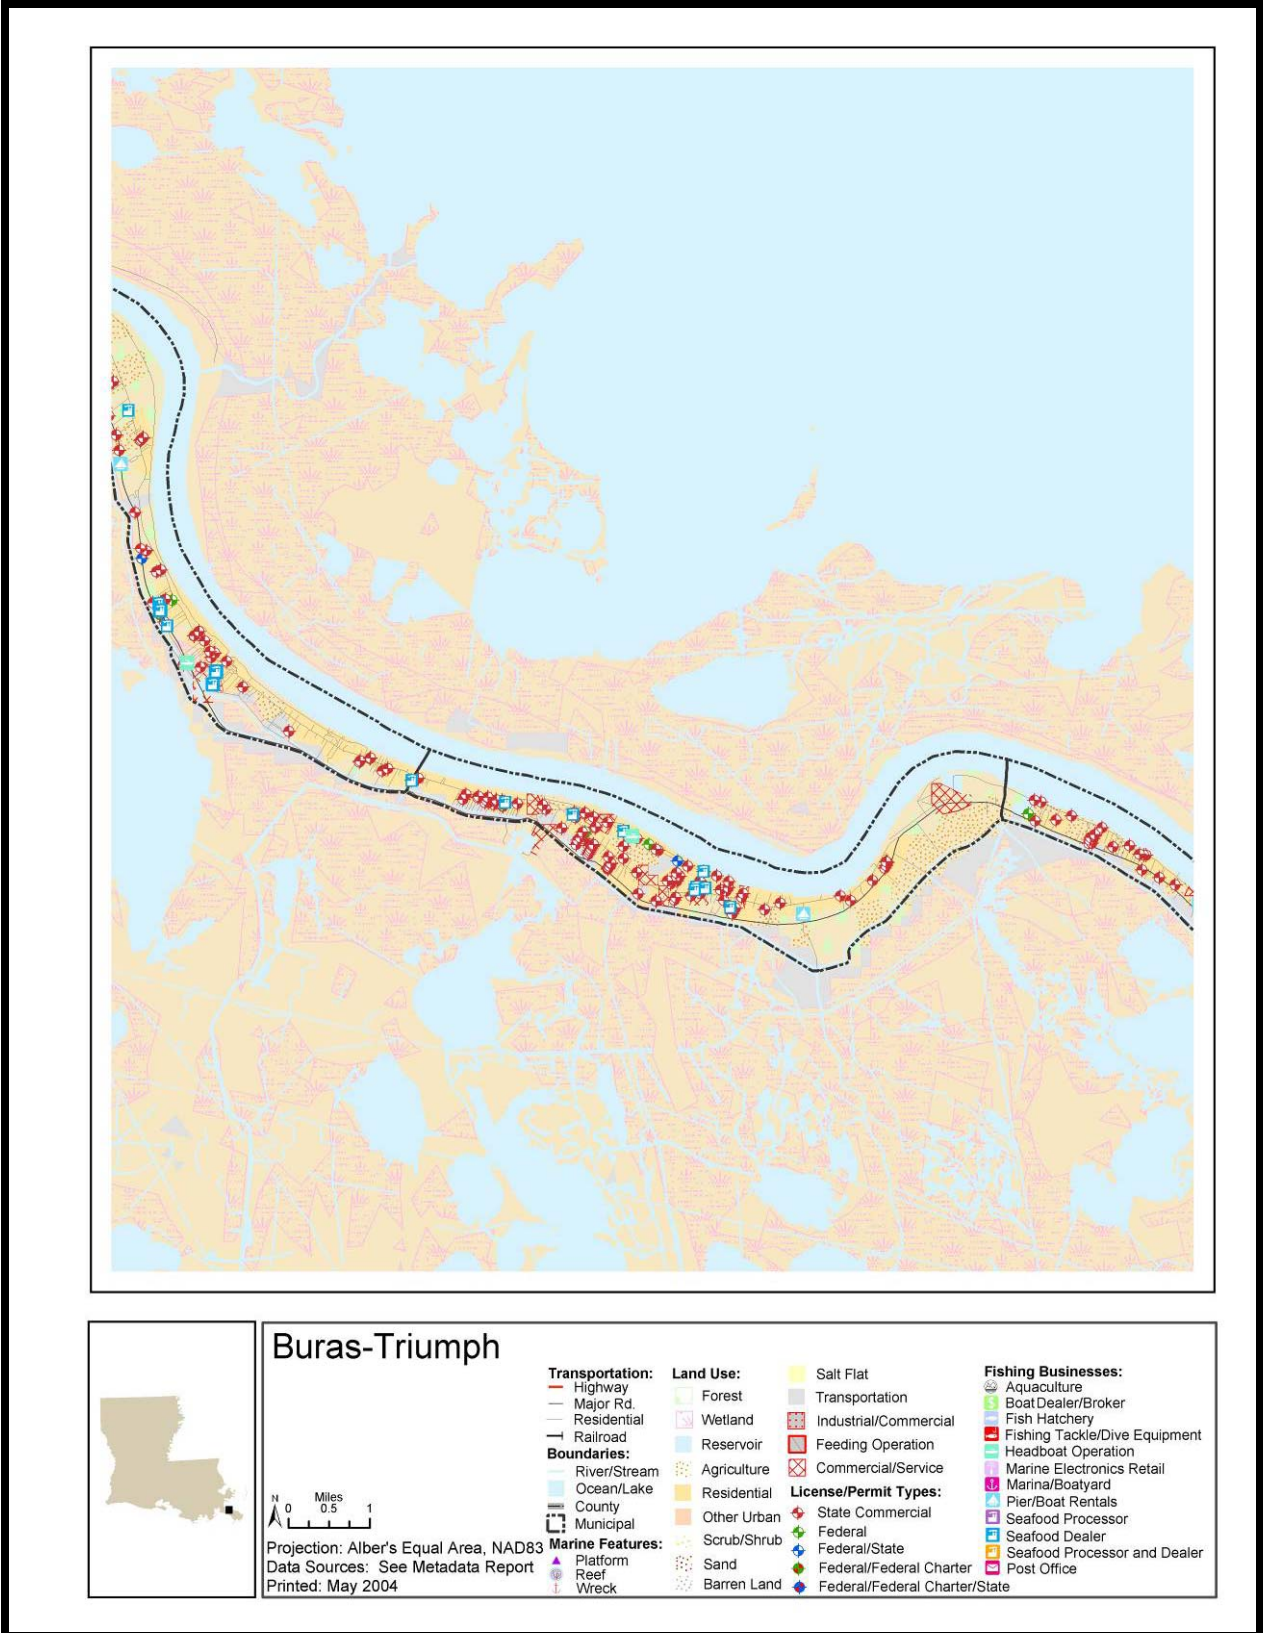 Buras-Triumph
N
Miles
0 0.5 1
Projection: Alber's Equal Area, NAD83
Data Sources: See Metadata Report
Printed: May 2004
Transportation:
Highway
Major Rd.
Residential
Railroad
Boundaries:
River/Stream
Ocean/Lake
County
Municipal
Marine Features:
Platform
Reef
Wreck
Land Use:
Forest
Wetland
Reservoir
Agriculture
Residential
Other Urban
Scrub/Shrub
Sand
Barren Land
Salt Flat
Transportation
Industrial/Commercial
Feeding Operation
Commercial/Service
License/Permit Types:
State Commercial
Federal
Federal/State
Federal/Federal Charter
Federal/Federal Charter/State
Fishing Businesses:
Aquaculture
Boat Dealer/Broker
Fish Hatchery
Fishing Tackle/Dive Equipment
Headboat Operation
Marine Electronics Retail
Marina/Boatyard
Pier/Boat Rentals
Seafood Processor
Seafood Dealer
Seafood Processor and Dealer
Post Office